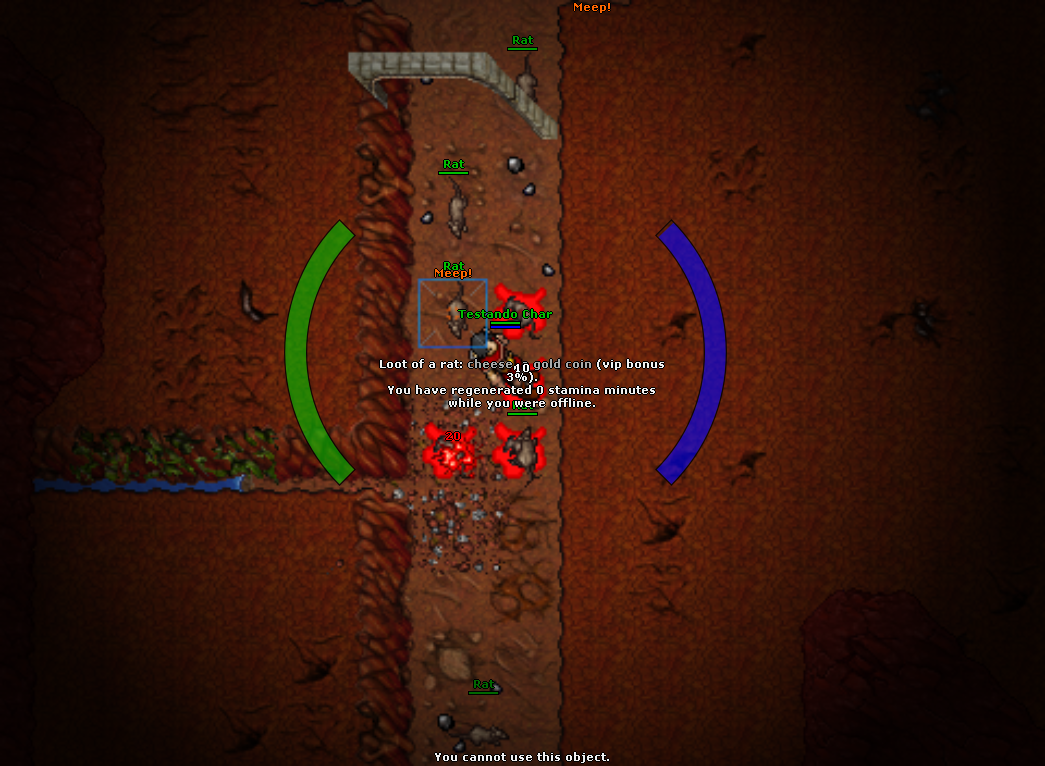 Meep!
Rat
Rat
Rat
Meep!
Testando Char
Loot of a rat: cheese, gold coin (vip bonus
10
3%).
You have regenerated 0 stamina minutes
while you were offline.
20
Rat
You cannot use this object.